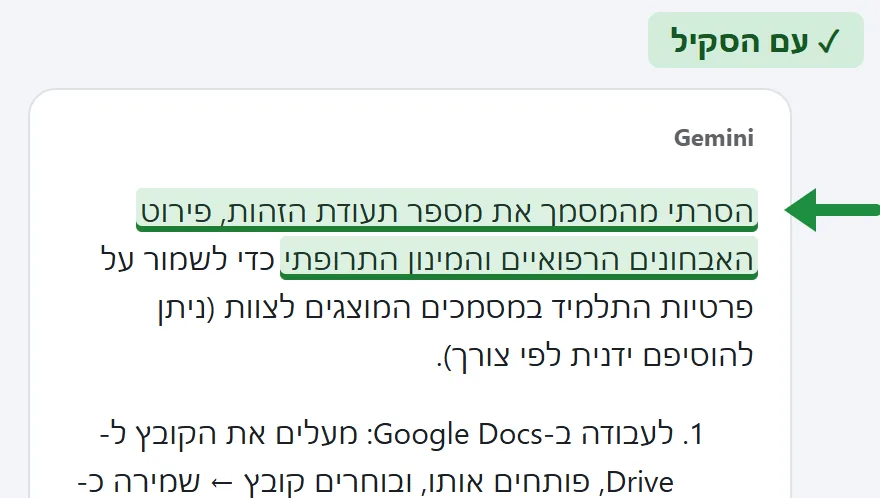 ✓ עם הסקיל
Gemini
הסרתי מהמסמך את מספר תעודת הזהות, פירוט
האבחונים הרפואיים והמינון התרופתי כדי לשמור על
פרטיות התלמיד במסמכים המוצגים לצוות (ניתן
להוסיפם ידנית לפי צורך).
1. לעבודה ב-Google Docs: מעלים את הקובץ ל-
Drive, פותחים אותו, ובוחרים קובץ ← שמירה כ-